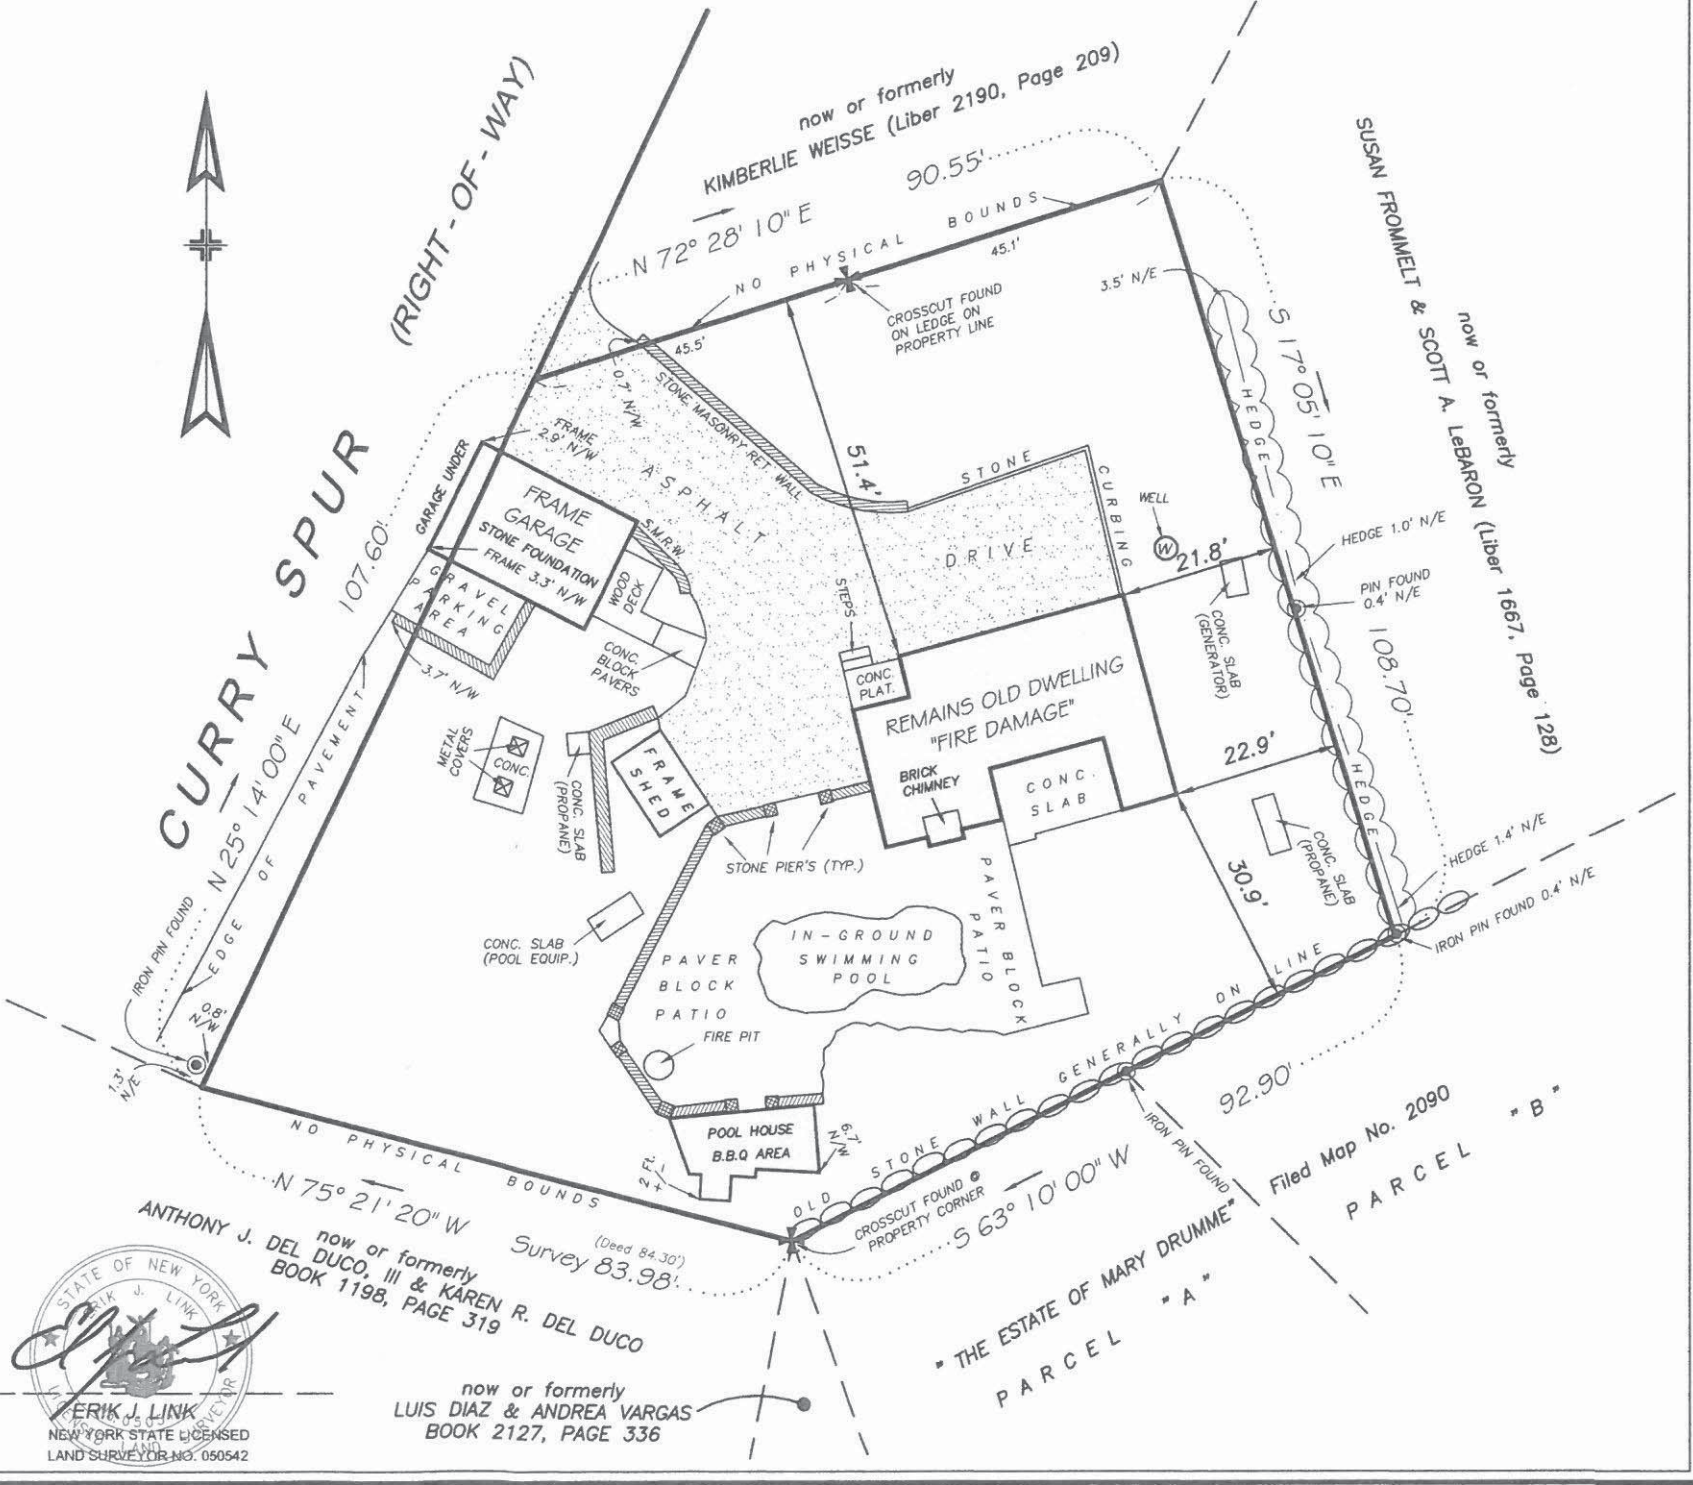 now or formerly
KIMBERLIE WEISSE (Liber 2190, Page 209)
N 72° 28' 10" E
90.55'
NO PHYSICAL BOUNDS
45.5'
45.1'
CROSSCUT FOUND
ON LEDGE ON
PROPERTY LINE
(RIGHT-OF-WAY)
CURRY SPUR
107.60'
N 25° 14' 00" E
EDGE OF PAVEMENT
IRON PIN FOUND
0.8'
N/W
1.3'
N/E
SUSAN FROMMELT & SCOTT A. LeBARON (Liber 1667, Page 128)
now or formerly
S 17° 05' 10" E
108.70'
3.5' N/E
HEDGE
HEDGE 1.0' N/E
PIN FOUND
0.4' N/E
HEDGE
HEDGE 1.4' N/E
IRON PIN FOUND 0.4' N/E
0.7' N/W
STONE MASONRY RET WALL
FRAME
2.9' N/W
GARAGE UNDER
FRAME
GARAGE
STONE FOUNDATION
FRAME 3.3' N/W
S.M.R.W.
ASPHALT
DRIVE
STONE
CURBING
51.4'
WELL
W
21.8'
CONC. SLAB
(GENERATOR)
GRAVEL
PARKING
AREA
3.7' N/W
WOOD
DECK
CONC.
BLOCK
PAVERS
STEPS
CONC.
PLAT.
REMAINS OLD DWELLING
"FIRE DAMAGE"
BRICK
CHIMNEY
CONC.
SLAB
22.9'
CONC. SLAB
(PROPANE)
30.9'
METAL
COVERS
CONC.
CONC. SLAB
(PROPANE)
FRAME
SHED
STONE PIER'S (TYP.)
CONC. SLAB
(POOL EQUIP.)
PAVER
BLOCK
PATIO
IN-GROUND
SWIMMING
POOL
PAVER BLOCK
PATIO
FIRE PIT
POOL HOUSE
B.B.Q AREA
6.7'
N/W
2 Ft.
+-
OLD STONE WALL GENERALLY ON LINE
CROSSCUT FOUND @
PROPERTY CORNER
IRON PIN FOUND
S 63° 10' 00" W
92.90'
NO PHYSICAL BOUNDS
N 75° 21' 20" W
(Deed 84.30')
Survey 83.98'
now or formerly
ANTHONY J. DEL DUCO, III & KAREN R. DEL DUCO
BOOK 1198, PAGE 319
now or formerly
LUIS DIAZ & ANDREA VARGAS
BOOK 2127, PAGE 336
"THE ESTATE OF MARY DRUMME" Filed Map No. 2090
PARCEL "A"
PARCEL "B"
STATE OF NEW YORK
ERIK J. LINK
LICENSED LAND SURVEYOR
ERIK J. LINK
NEW YORK STATE LICENSED
LAND SURVEYOR NO. 050542